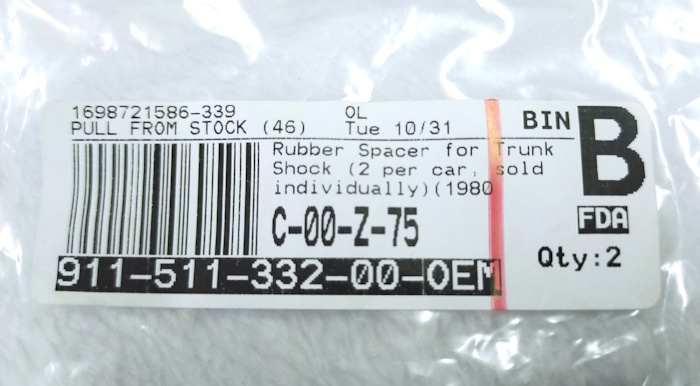 1698721586-339 OL
PULL FROM STOCK (46) Tue 10/31
BIN B
Rubber Spacer for Trunk
Shock (2 per car, sold
individually)(1980
C-00-Z-75
FDA
Qty:2
911-511-332-00-OEM